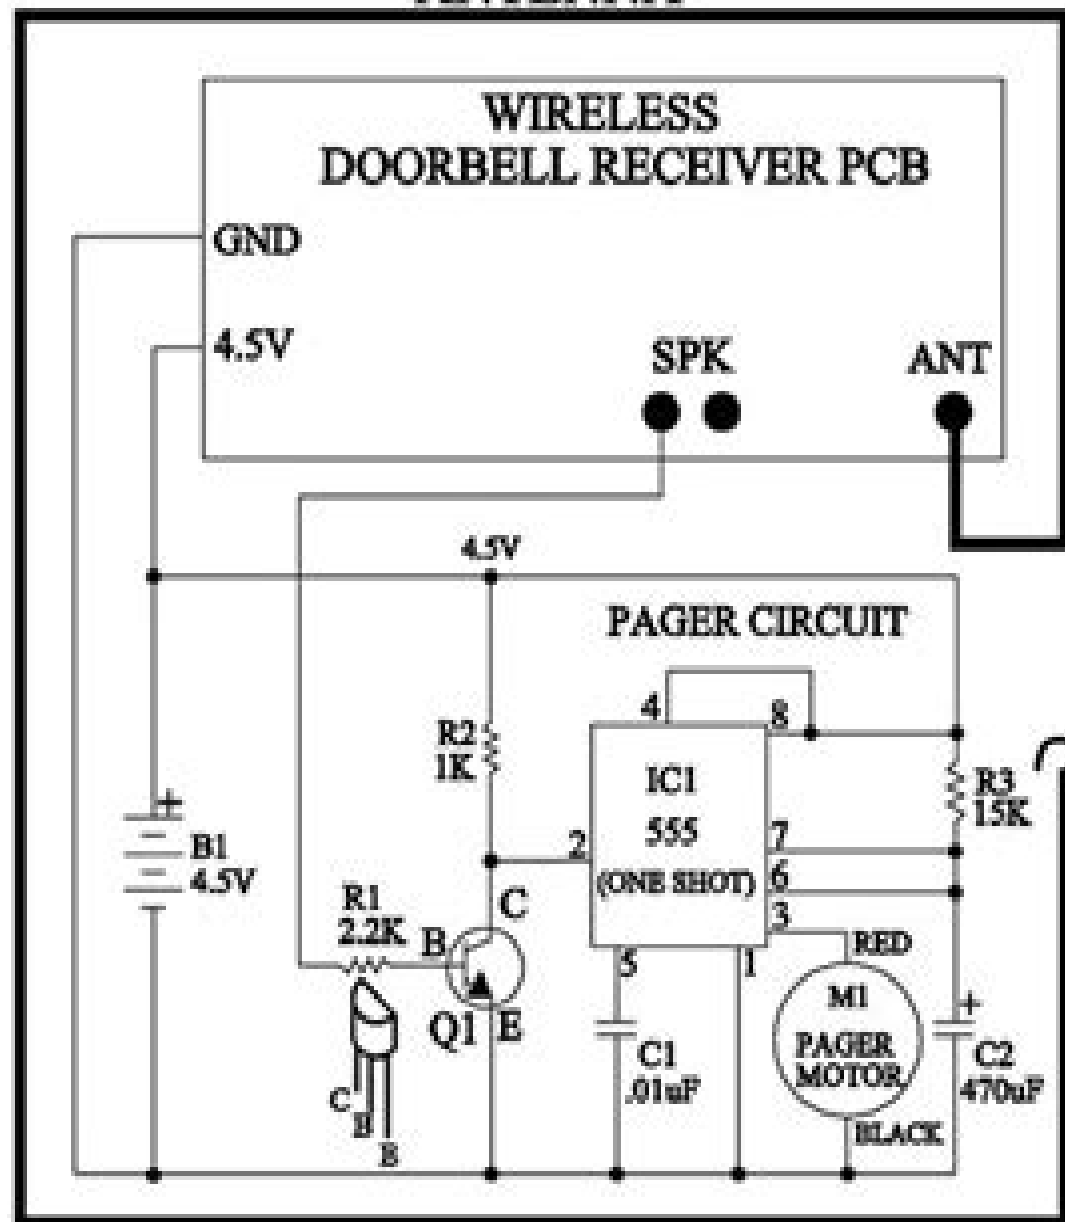 WIRELESS
DOORBELL RECEIVER PCB
GND
4.5V
SPK
ANT
4.5V
PAGER CIRCUIT
4
8
R2
1K
IC1
555
(ONE SHOT)
R3
15K
2
7
6
3
5
1
B1
4.5V
R1
2.2K
B
C
Q1
E
RED
M1
PAGER
MOTOR
BLACK
+
+
C1
.01uF
C2
470uF
C
B